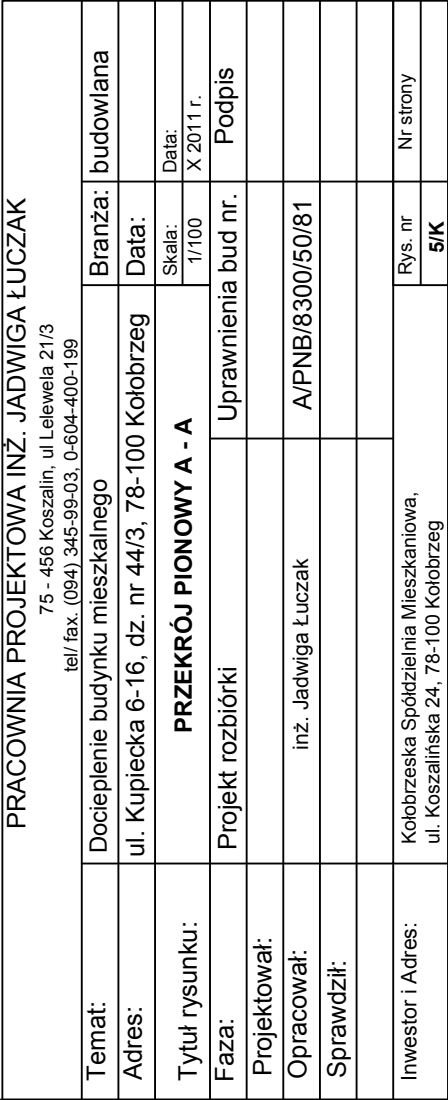 PRACOWNIA PROJEKTOWA INŻ. JADWIGA ŁUCZAK
75 - 456 Koszalin, ul Lelewela 21/3
tel/ fax. (094) 345-99-03, 0-604-400-199
Temat: Docieplenie budynku mieszkalnego Branża: budowlana
Adres: ul. Kupiecka 6-16, dz. nr 44/3, 78-100 Kołobrzeg Data:
Tytuł rysunku: PRZEKRÓJ PIONOWY A - A Skala: Data:
1/100 X 2011 r.
Faza: Projekt rozbiórki Uprawnienia bud nr. Podpis
Projektował:
Opracował: inż. Jadwiga Łuczak A/PNB/8300/50/81
Sprawdził:
Inwestor i Adres: Kołobrzeska Spółdzielnia Mieszkaniowa, Rys. nr Nr strony
ul. Koszalińska 24, 78-100 Kołobrzeg 5/K